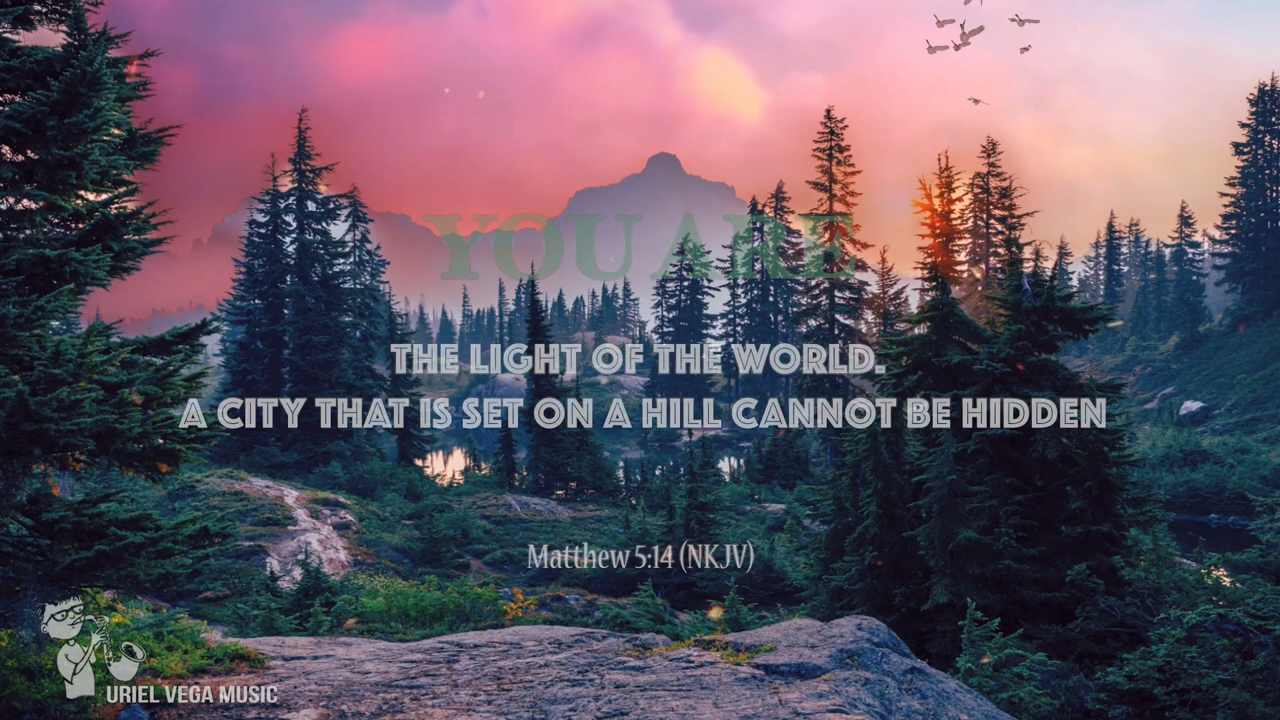 YOU ARE
THE LIGHT OF THE WORLD.
A CITY THAT IS SET ON A HILL CANNOT BE HIDDEN
Matthew 5:14 (NKJV)
URIEL VEGA MUSIC